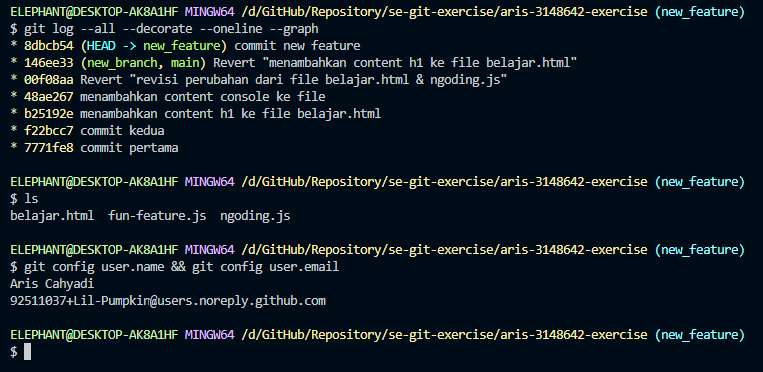 ELEPHANT@DESKTOP-AK8A1HF MINGW64 /d/GitHub/Repository/se-git-exercise/aris-3148642-exercise (new_feature)
$ git log --all --decorate --oneline --graph
* 8dbcb54 (HEAD -> new_feature) commit new feature
* 146ee33 (new_branch, main) Revert "menambahkan content h1 ke file belajar.html"
* 00f08aa Revert "revisi perubahan dari file belajar.html & ngoding.js"
* 48ae267 menambahkan content console ke file
* b25192e menambahkan content h1 ke file belajar.html
* f22bcc7 commit kedua
* 7771fe8 commit pertama
ELEPHANT@DESKTOP-AK8A1HF MINGW64 /d/GitHub/Repository/se-git-exercise/aris-3148642-exercise (new_feature)
$ ls
belajar.html  fun-feature.js  ngoding.js
ELEPHANT@DESKTOP-AK8A1HF MINGW64 /d/GitHub/Repository/se-git-exercise/aris-3148642-exercise (new_feature)
$ git config user.name && git config user.email
Aris Cahyadi
92511037+Lil-Pumpkin@users.noreply.github.com
ELEPHANT@DESKTOP-AK8A1HF MINGW64 /d/GitHub/Repository/se-git-exercise/aris-3148642-exercise (new_feature)
$